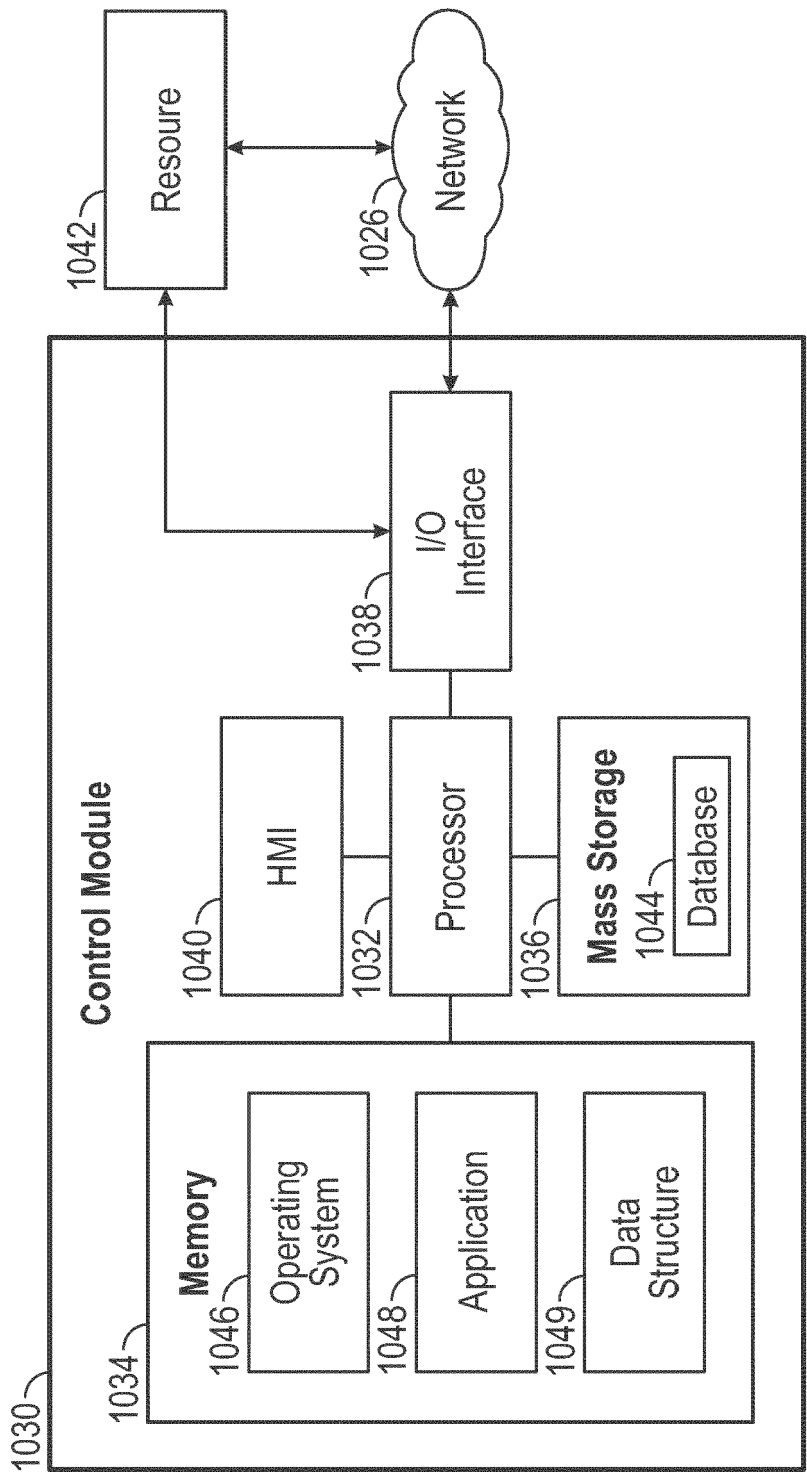 1030
Control Module
1034
Memory
1046
Operating
System
1048
Application
1049
Data
Structure
1040
HMI
1032
Processor
1036
Mass Storage
1044
Database
1038
I/O
Interface
1042
Resoure
1026
Network